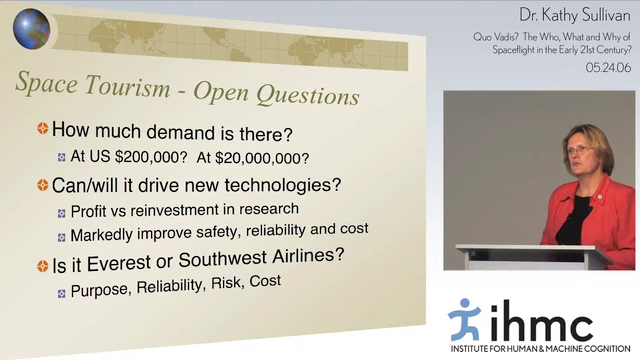 Dr. Kathy Sullivan
Quo Vadis? The Who, What and Why of
Spaceflight in the Early 21st Century?
05.24.06
Space Tourism - Open Questions
How much demand is there?
At US $200,000? At $20,000,000?
Can/will it drive new technologies?
Profit vs reinvestment in research
Markedly improve safety, reliability and cost
Is it Everest or Southwest Airlines?
Purpose, Reliability, Risk, Cost
ihmc
INSTITUTE FOR HUMAN & MACHINE COGNITION